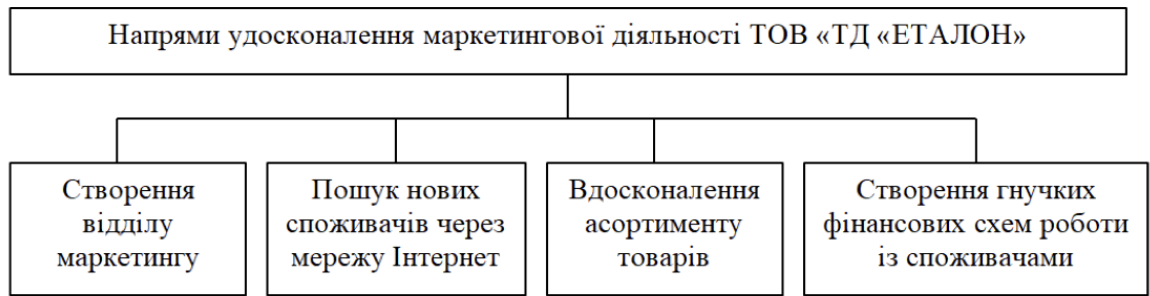 Напрями удосконалення маркетингової діяльності ТОВ «ТД «ЕТАЛОН»
Створення
відділу
маркетингу
Пошук нових
споживачів через
мережу Інтернет
Вдосконалення
асортименту
товарів
Створення гнучких
фінансових схем роботи
із споживачами